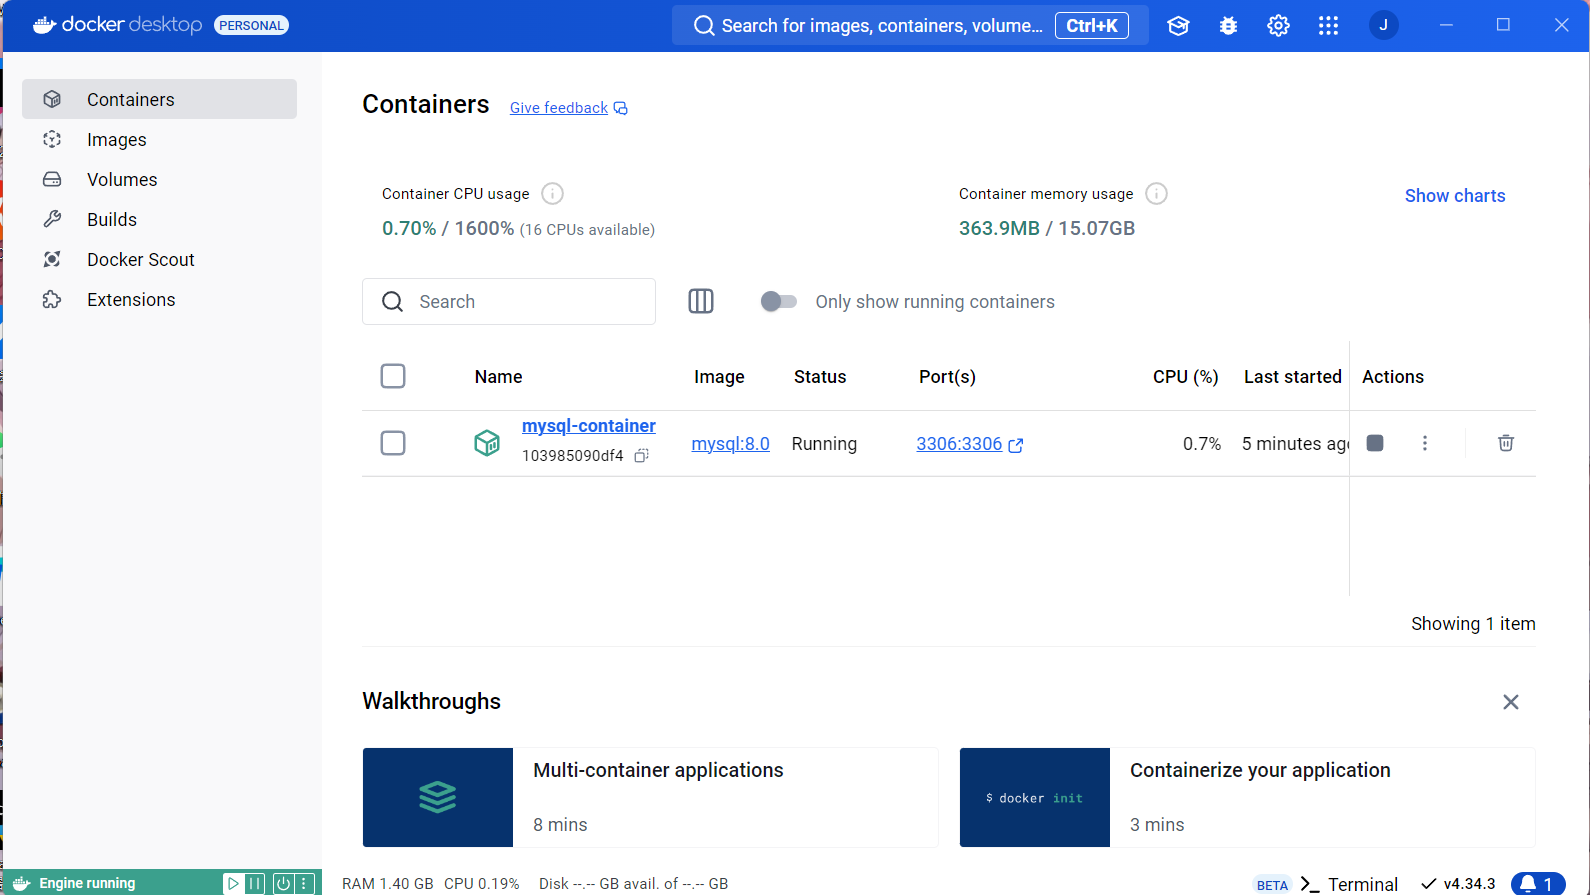 docker desktop PERSONAL
Search for images, containers, volume... Ctrl+K
J
Containers
Images
Volumes
Builds
Docker Scout
Extensions
Containers Give feedback
Container CPU usage
0.70% / 1600% (16 CPUs available)
Container memory usage
363.9MB / 15.07GB
Show charts
Search
Only show running containers
Name Image Status Port(s) CPU (%) Last started Actions
mysql-container
103985090df4
mysql:8.0 Running 3306:3306 0.7% 5 minutes ago
Showing 1 item
Walkthroughs
Multi-container applications
8 mins
$ docker init
Containerize your application
3 mins
Engine running
RAM 1.40 GB CPU 0.19% Disk --.-- GB avail. of --.-- GB
BETA Terminal v4.34.3 1